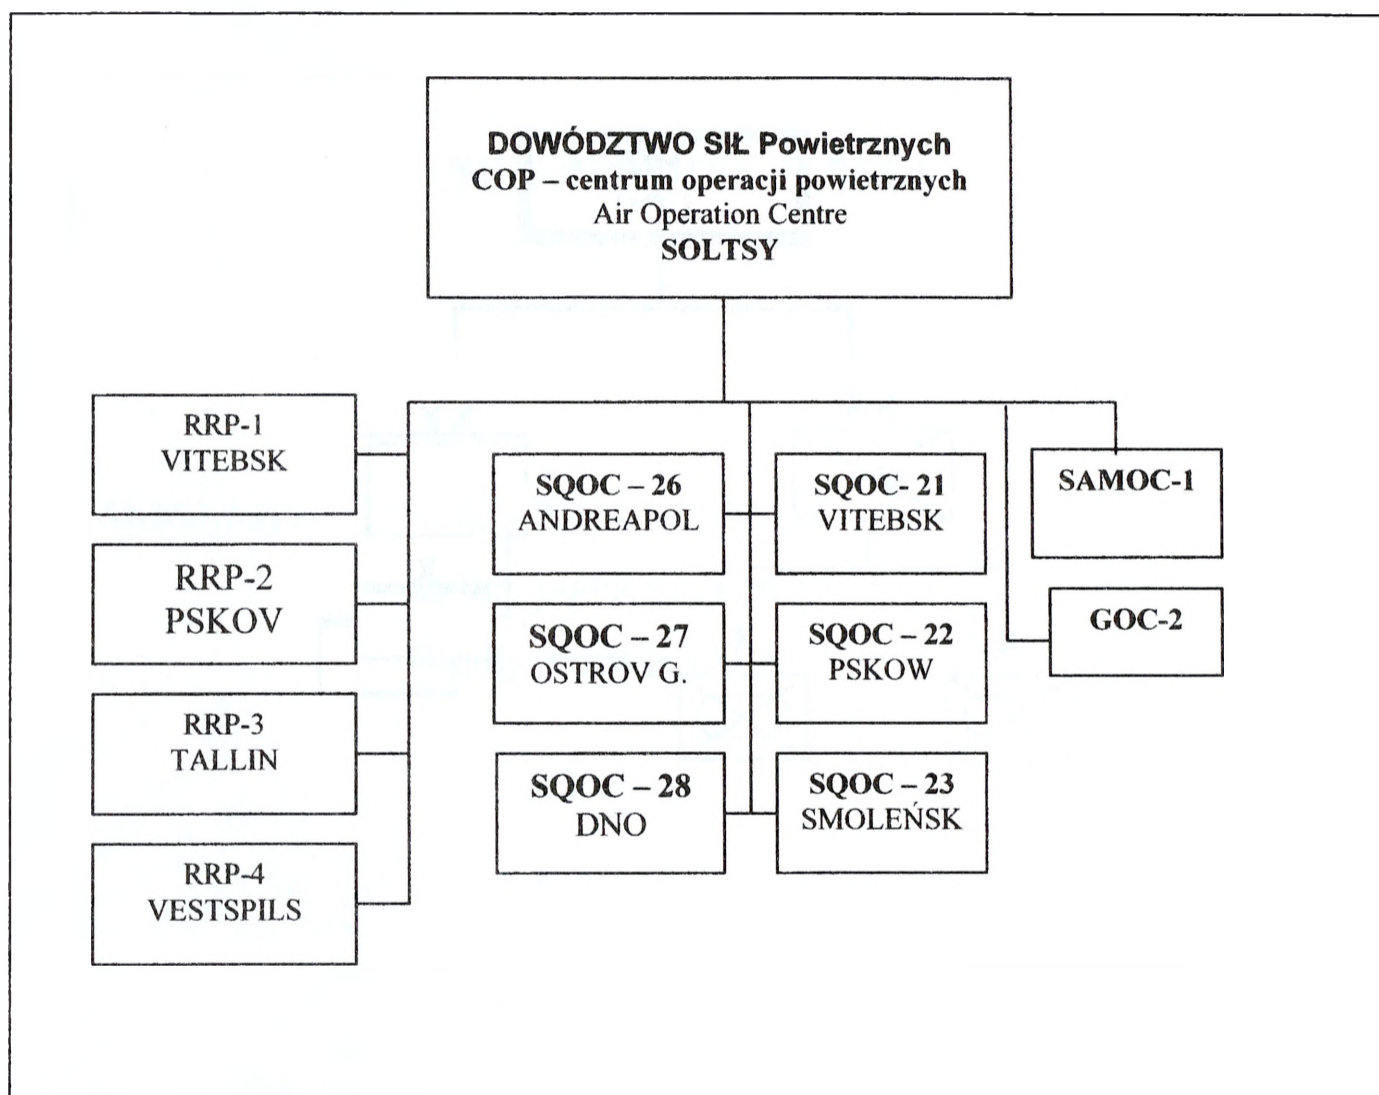 DOWÓDZTWO SIŁ Powietrznych
COP – centrum operacji powietrznych
Air Operation Centre
SOLTSY
RRP-1
VITEBSK
RRP-2
PSKOV
RRP-3
TALLIN
RRP-4
VESTSPILS
SQOC – 26
ANDREAPOL
SQOC – 27
OSTROV G.
SQOC – 28
DNO
SQOC- 21
VITEBSK
SQOC – 22
PSKOW
SQOC – 23
SMOLEŃSK
SAMOC-1
GOC-2